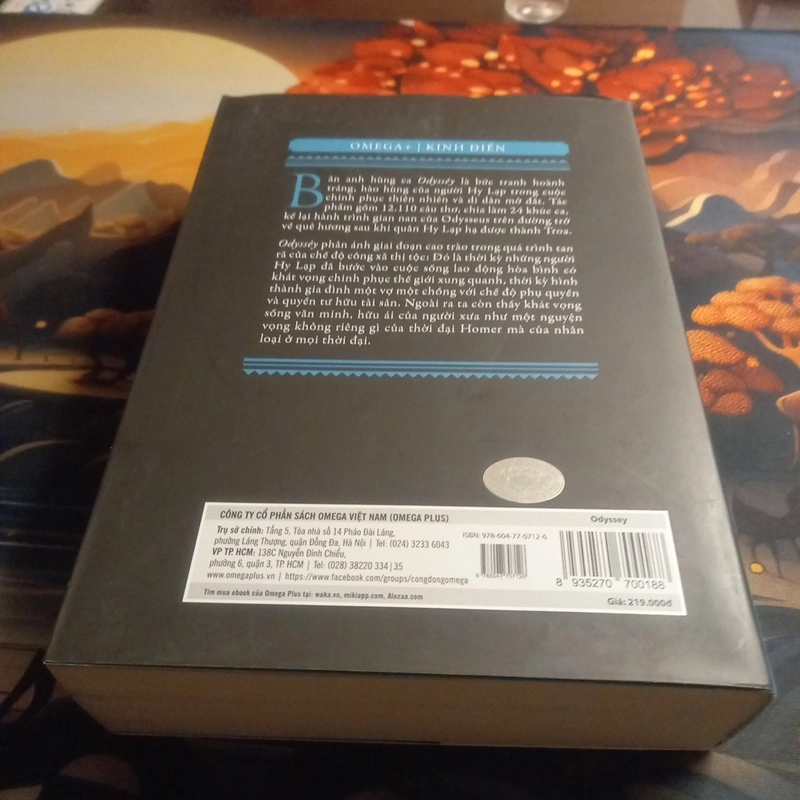 OMEGA+ | KINH ĐIỂN
Bản anh hùng ca Odyssêy là bức tranh hoành
tráng, hào hùng của người Hy Lạp trong cuộc
chinh phục thiên nhiên và di dân mở đất. Tác
phẩm gồm 12.110 câu thơ, chia làm 24 khúc ca,
kể lại hành trình gian nan của Odysseus trên đường trở
về quê hương sau khi quân Hy Lạp hạ được thành Troa.
Odyssêy phản ánh giai đoạn cao trào trong quá trình tan
rã của chế độ công xã thị tộc: Đó là thời kỳ những người
Hy Lạp đã bước vào cuộc sống lao động hòa bình có
khát vọng chinh phục thế giới xung quanh, thời kỳ hình
thành gia đình một vợ một chồng với chế độ phụ quyền
và quyền tư hữu tài sản. Ngoài ra ta còn thấy khát vọng
sống văn minh, hữu ái của người xưa như một nguyện
vọng không riêng gì của thời đại Homer mà của nhân
loại ở mọi thời đại.
CÔNG TY CỔ PHẦN SÁCH OMEGA VIỆT NAM (OMEGA PLUS)
Trụ sở chính: Tầng 5, Tòa nhà số 14 Pháo Đài Láng,
phường Láng Thượng, quận Đống Đa, Hà Nội | Tel: (024) 3233 6043
VP TP. HCM: 138C Nguyễn Đình Chiểu,
phường 6, quận 3, TP. HCM | Tel: (028) 38220 334 | 35
www.omegaplus.vn | https://www.facebook.com/groups/congdongomega
Tìm mua ebook của Omega Plus tại: waka.vn, mikiapp.com, Alezaa.com
ISBN: 978-604-77-0712-6
9 786047 707126
Odyssey
8 935270 700188
Giá: 219.000đ